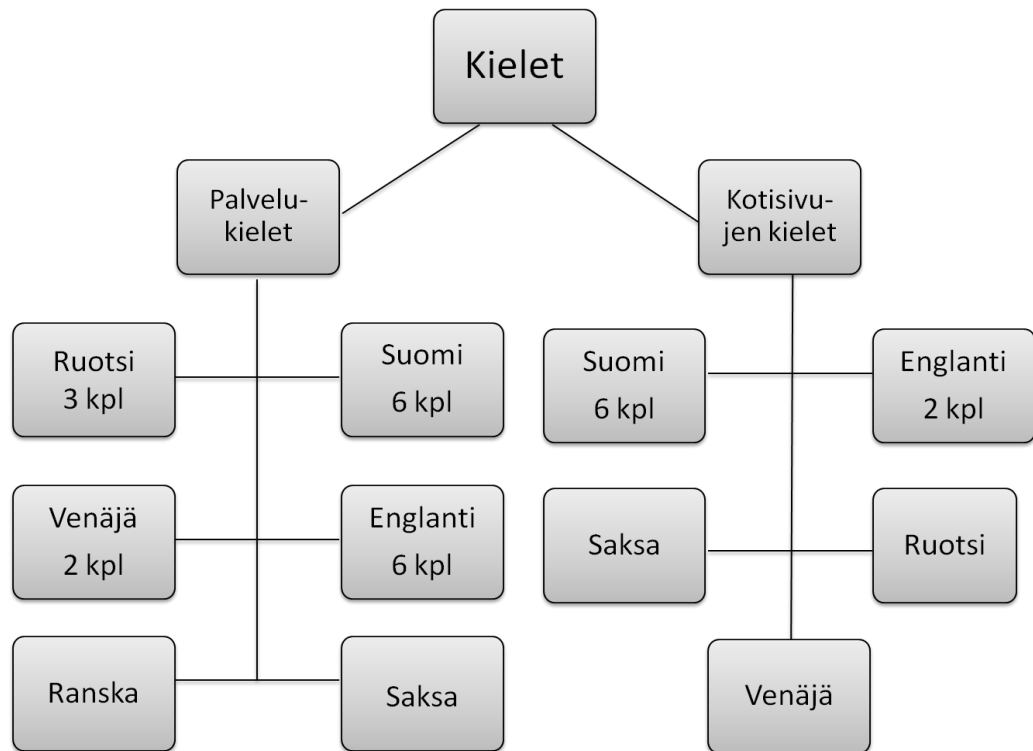 Kielet
Palvelu-
kielet
Kotisivu-
jen kielet
Ruotsi
3 kpl
Suomi
6 kpl
Suomi
6 kpl
Englanti
2 kpl
Venäjä
2 kpl
Englanti
6 kpl
Saksa
Ruotsi
Ranska
Saksa
Venäjä